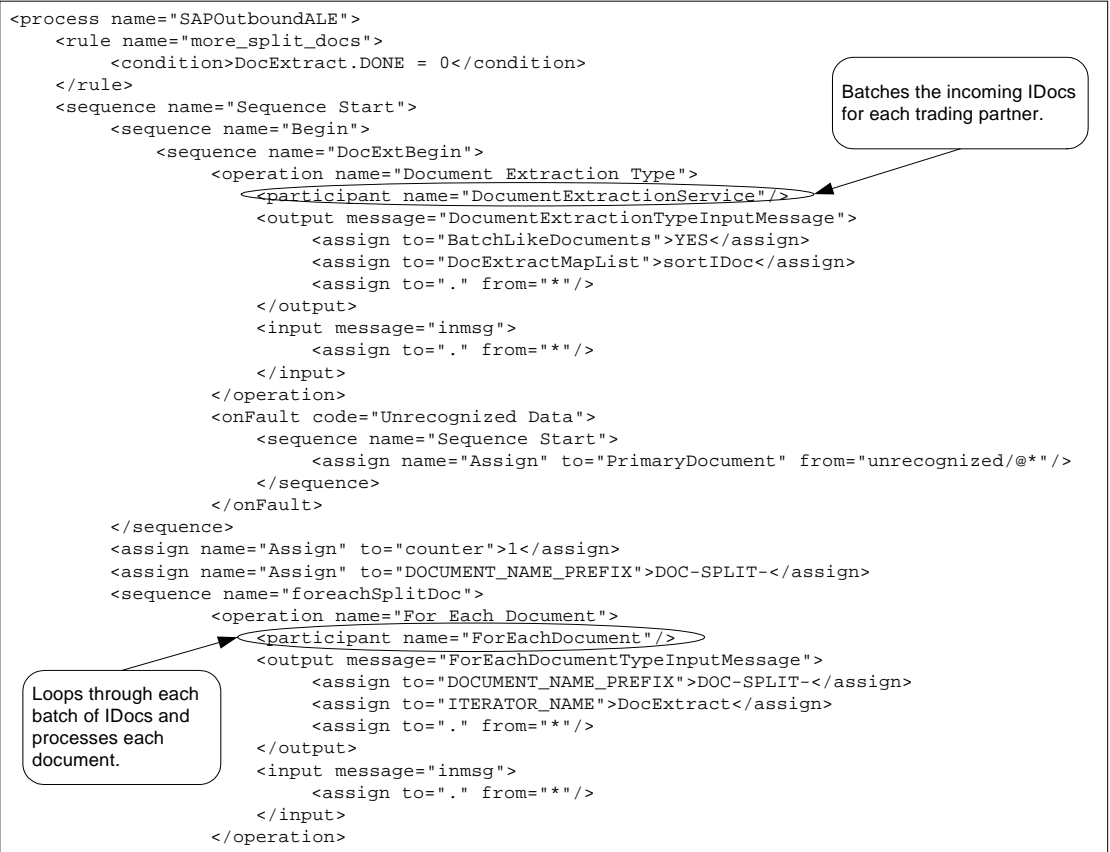 <process name="SAPOutboundALE">
<rule name="more_split_docs">
<condition>DocExtract.DONE = 0</condition>
</rule>
<sequence name="Sequence Start">
<sequence name="Begin">
<sequence name="DocExtBegin">
<operation name="Document Extraction Type">
<participant name="DocumentExtractionService"/>
<output message="DocumentExtractionTypeInputMessage">
<assign to="BatchLikeDocuments">YES</assign>
<assign to="DocExtractMapList">sortIDoc</assign>
<assign to="." from="*"/>
</output>
<input message="inmsg">
<assign to="." from="*"/>
</input>
</operation>
<onFault code="Unrecognized Data">
<sequence name="Sequence Start">
<assign name="Assign" to="PrimaryDocument" from="unrecognized/@*"/>
</sequence>
</onFault>
</sequence>
<assign name="Assign" to="counter">1</assign>
<assign name="Assign" to="DOCUMENT_NAME_PREFIX">DOC-SPLIT-</assign>
<sequence name="foreachSplitDoc">
<operation name="For Each Document">
<participant name="ForEachDocument"/>
<output message="ForEachDocumentTypeInputMessage">
<assign to="DOCUMENT_NAME_PREFIX">DOC-SPLIT-</assign>
<assign to="ITERATOR_NAME">DocExtract</assign>
<assign to="." from="*"/>
</output>
<input message="inmsg">
<assign to="." from="*"/>
</input>
</operation>
Batches the incoming IDocs
for each trading partner.
Loops through each
batch of IDocs and
processes each
document.